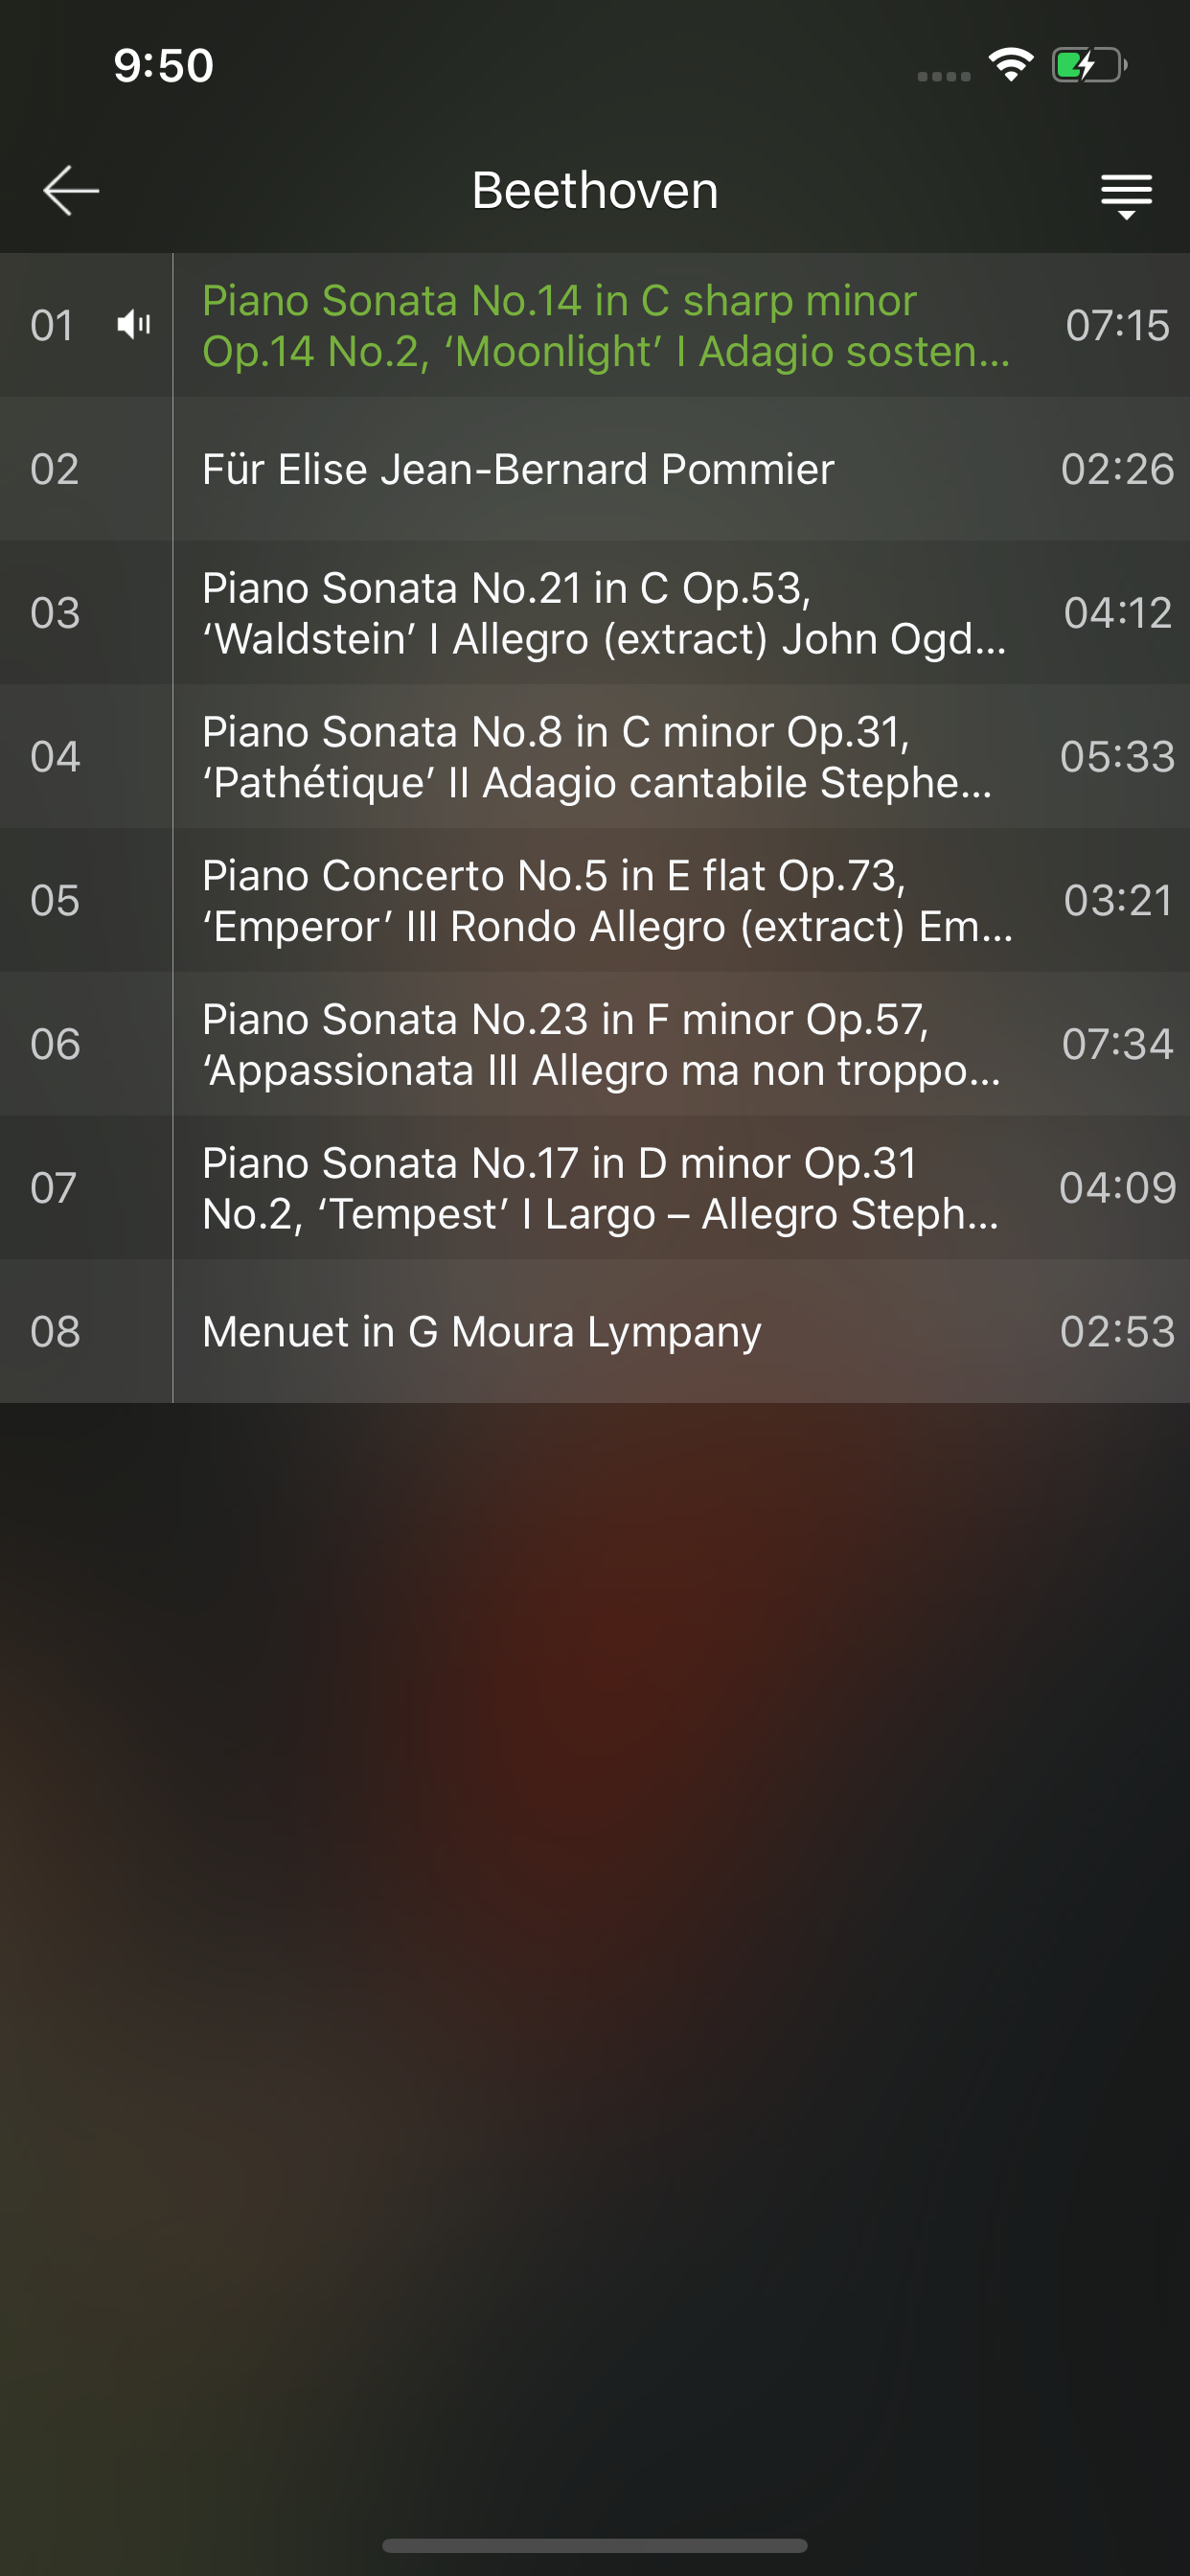 9:50
Beethoven
01
Piano Sonata No.14 in C sharp minor
Op.14 No.2, ‘Moonlight’ I Adagio sosten...
07:15
02
Für Elise Jean-Bernard Pommier
02:26
03
Piano Sonata No.21 in C Op.53,
‘Waldstein’ I Allegro (extract) John Ogd...
04:12
04
Piano Sonata No.8 in C minor Op.31,
‘Pathétique’ II Adagio cantabile Stephe...
05:33
05
Piano Concerto No.5 in E flat Op.73,
‘Emperor’ III Rondo Allegro (extract) Em...
03:21
06
Piano Sonata No.23 in F minor Op.57,
‘Appassionata III Allegro ma non troppo...
07:34
07
Piano Sonata No.17 in D minor Op.31
No.2, ‘Tempest’ I Largo – Allegro Steph...
04:09
08
Menuet in G Moura Lympany
02:53